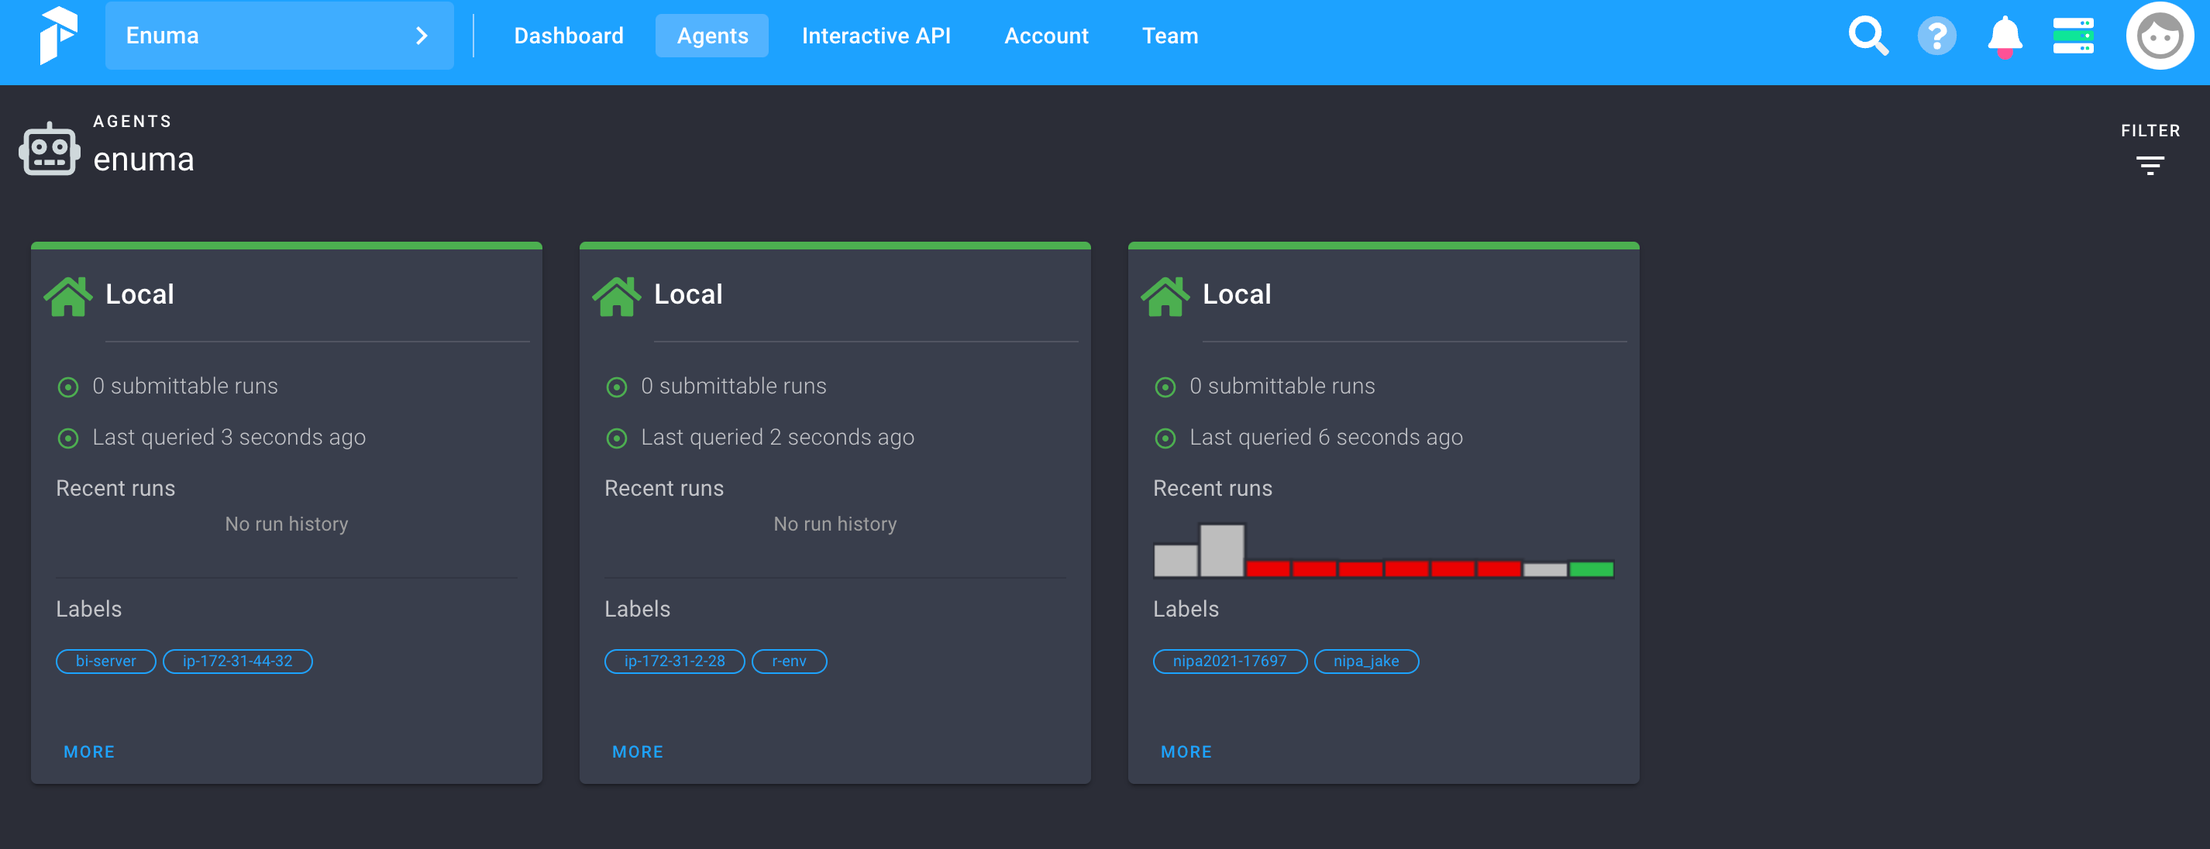 Enuma Dashboard Agents Interactive API Account Team
AGENTS
enuma
FILTER
Local
0 submittable runs
Last queried 3 seconds ago
Recent runs
No run history
Labels
bi-server ip-172-31-44-32
MORE
Local
0 submittable runs
Last queried 2 seconds ago
Recent runs
No run history
Labels
ip-172-31-2-28 r-env
MORE
Local
0 submittable runs
Last queried 6 seconds ago
Recent runs
Labels
nipa2021-17697 nipa_jake
MORE